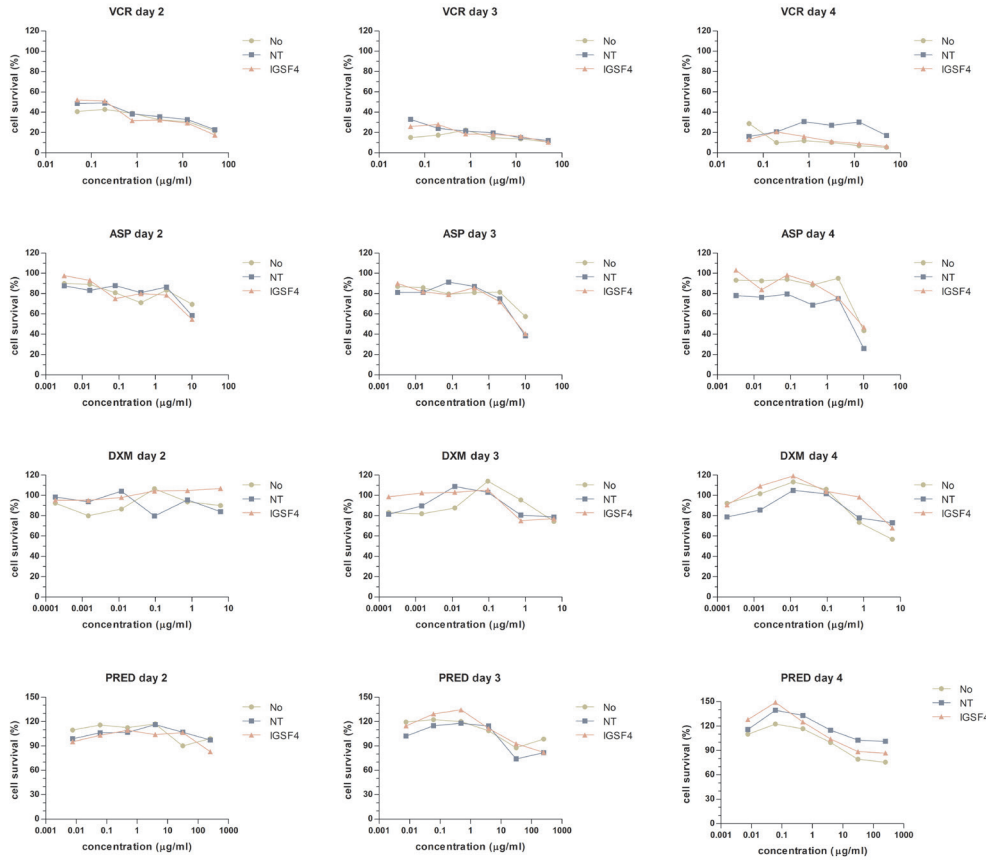 VCR day 2
120
100
80
60
40
20
0
cell survival (%)
0.01 0.1 1 10 100
concentration (µg/ml)
No
NT
IGSF4
VCR day 3
120
100
80
60
40
20
0
cell survival (%)
0.01 0.1 1 10 100
concentration (µg/ml)
No
NT
IGSF4
VCR day 4
120
100
80
60
40
20
0
cell survival (%)
0.01 0.1 1 10 100
concentration (µg/ml)
No
NT
IGSF4
ASP day 2
120
100
80
60
40
20
0
cell survival (%)
0.001 0.01 0.1 1 10 100
concentration (µg/ml)
No
NT
IGSF4
ASP day 3
120
100
80
60
40
20
0
cell survival (%)
0.001 0.01 0.1 1 10 100
concentration (µg/ml)
No
NT
IGSF4
ASP day 4
120
100
80
60
40
20
0
cell survival (%)
0.001 0.01 0.1 1 10 100
concentration (µg/ml)
No
NT
IGSF4
DXM day 2
120
100
80
60
40
20
0
cell survival (%)
0.0001 0.001 0.01 0.1 1 10
concentration (µg/ml)
No
NT
IGSF4
DXM day 3
120
100
80
60
40
20
0
cell survival (%)
0.0001 0.001 0.01 0.1 1 10
concentration (µg/ml)
No
NT
IGSF4
DXM day 4
120
100
80
60
40
20
0
cell survival (%)
0.0001 0.001 0.01 0.1 1 10
concentration (µg/ml)
No
NT
IGSF4
PRED day 2
150
120
90
60
30
0
cell survival (%)
0.001 0.01 0.1 1 10 100 1000
concentration (µg/ml)
No
NT
IGSF4
PRED day 3
150
120
90
60
30
0
cell survival (%)
0.001 0.01 0.1 1 10 100 1000
concentration (µg/ml)
No
NT
IGSF4
PRED day 4
150
120
90
60
30
0
cell survival (%)
0.001 0.01 0.1 1 10 100 1000
concentration (µg/ml)
No
NT
IGSF4